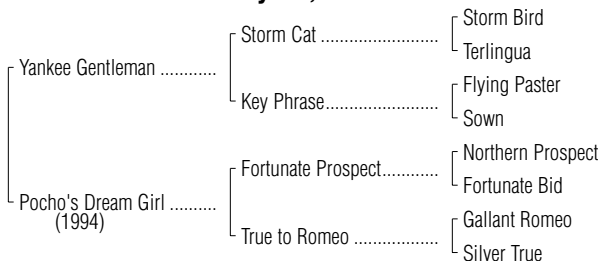 Storm Bird
Storm Cat ........................
Terlingua
Yankee Gentleman ............
Flying Paster
Key Phrase........................
Sown
Northern Prospect
Fortunate Prospect............
Fortunate Bid
Pocho's Dream Girl ..........
(1994)
Gallant Romeo
True to Romeo ..................
Silver True